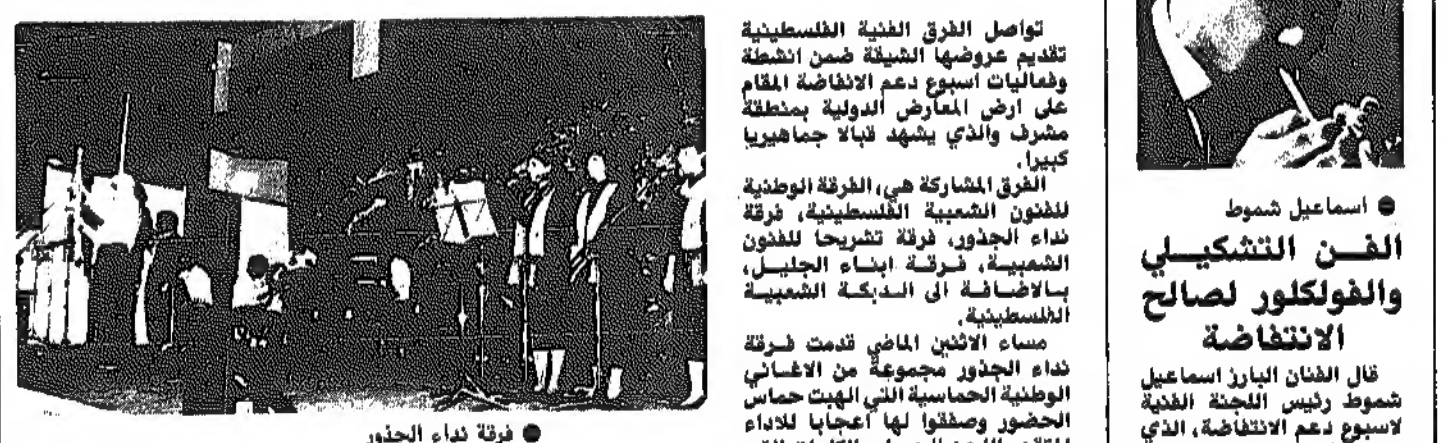 تواصل الفرق الفنية الفلسطينية
تقديم عروضها الشيقة ضمن انشطة
وفعاليات اسبوع دعم الانفاضة المقام
على ارض المعارض الدولية بمنطقة
مشرف والذي يشهد قبالا جماهيريا
كبيرا.
الفرق المشاركة هي، الفرقة الوطنية
للفنون الشعبية الفلسطينية، فرقة
نداء الجذور، فرقة تشريحا للفنون
الشعبية، فرقة ابناء الجليل،
بالاضافة الى الدبكة الشعبية
الفلسطينية.
مساء الاثنين الماضي قدمت فرقة
نداء الجذور مجموعة من الاغاني
الوطنية الحماسية التي الهبت حماس
الحضور وصفقوا لها اعجابا للاداء
● فرقة نداء الجذور
● اسماعيل شموط
الفن التشكيلي
والفولكلور لصالح
الانتفاضة
قال الفنان البارز اسماعيل
شموط رئيس اللجنة الفنية
لاسبوع دعم الانتفاضة، الذي